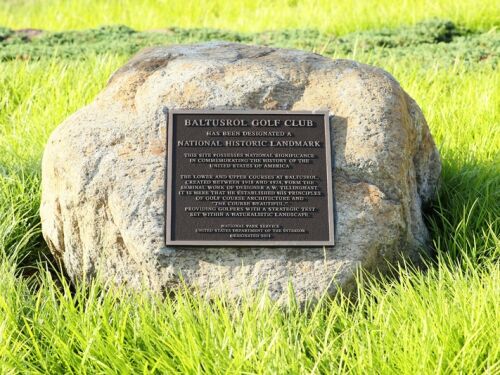 BALTUSROL GOLF CLUB
HAS BEEN DESIGNATED A
NATIONAL HISTORIC LANDMARK
THIS SITE POSSESSES NATIONAL SIGNIFICANCE
IN COMMEMORATING THE HISTORY OF THE
UNITED STATES OF AMERICA
THE LOWER AND UPPER COURSES AT BALTUSROL,
CREATED BETWEEN 1918 AND 1924, FORM THE
SEMINAL WORK OF DESIGNER A.W. TILLINGHAST.
IT IS HERE THAT HE ESTABLISHED HIS PRINCIPLES
OF GOLF COURSE ARCHITECTURE AND
"THE COURSE BEAUTIFUL,"
PROVIDING GOLFERS WITH A STRATEGIC TEST
SET WITHIN A NATURALISTIC LANDSCAPE.
NATIONAL PARK SERVICE
UNITED STATES DEPARTMENT OF THE INTERIOR
DESIGNATED 2014